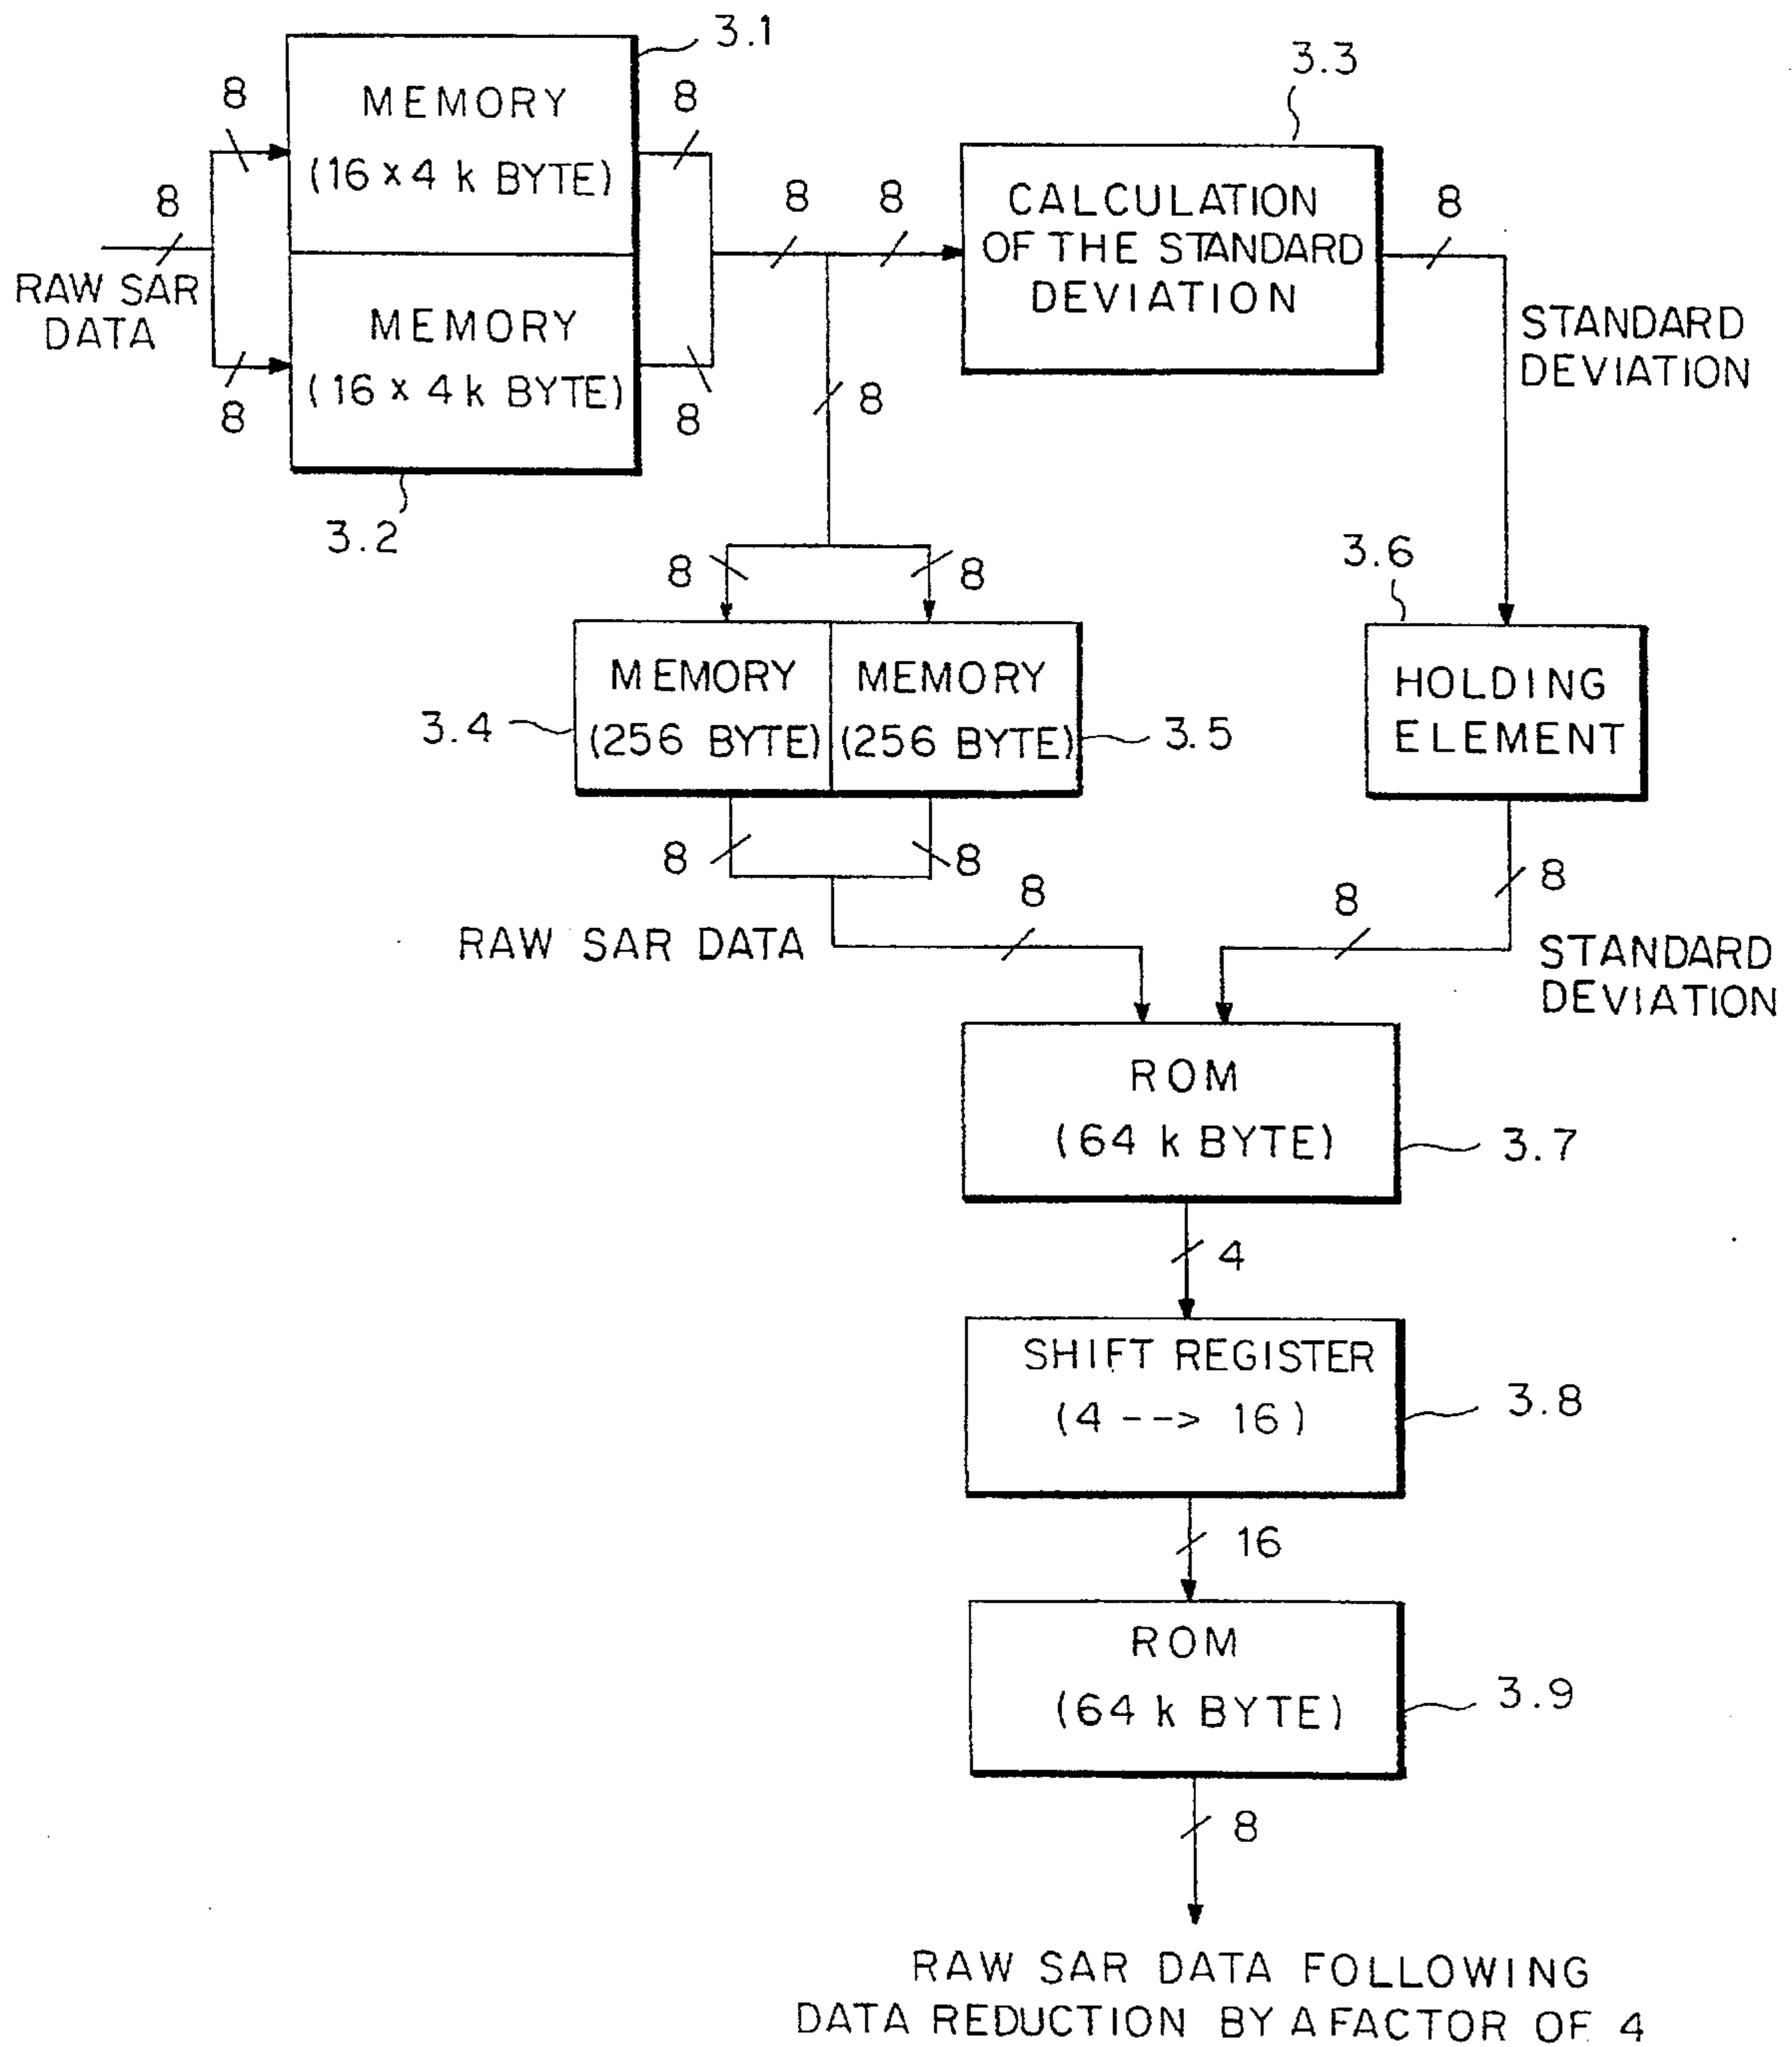 3.1
MEMORY
(16 x 4 k BYTE)
8
8
8
RAW SAR
DATA
MEMORY
(16 x 4 k BYTE)
8
8
3.2
8
8
3.3
CALCULATION
OF THE STANDARD
DEVIATION
8
STANDARD
DEVIATION
8
8
8
3.4
MEMORY
(256 BYTE)
MEMORY
(256 BYTE)
3.5
3.6
HOLDING
ELEMENT
8
8
8
RAW SAR DATA
8
8
STANDARD
DEVIATION
ROM
(64 k BYTE)
3.7
4
SHIFT REGISTER
(4 --> 16)
3.8
16
ROM
(64 k BYTE)
3.9
8
RAW SAR DATA FOLLOWING
DATA REDUCTION BY A FACTOR OF 4